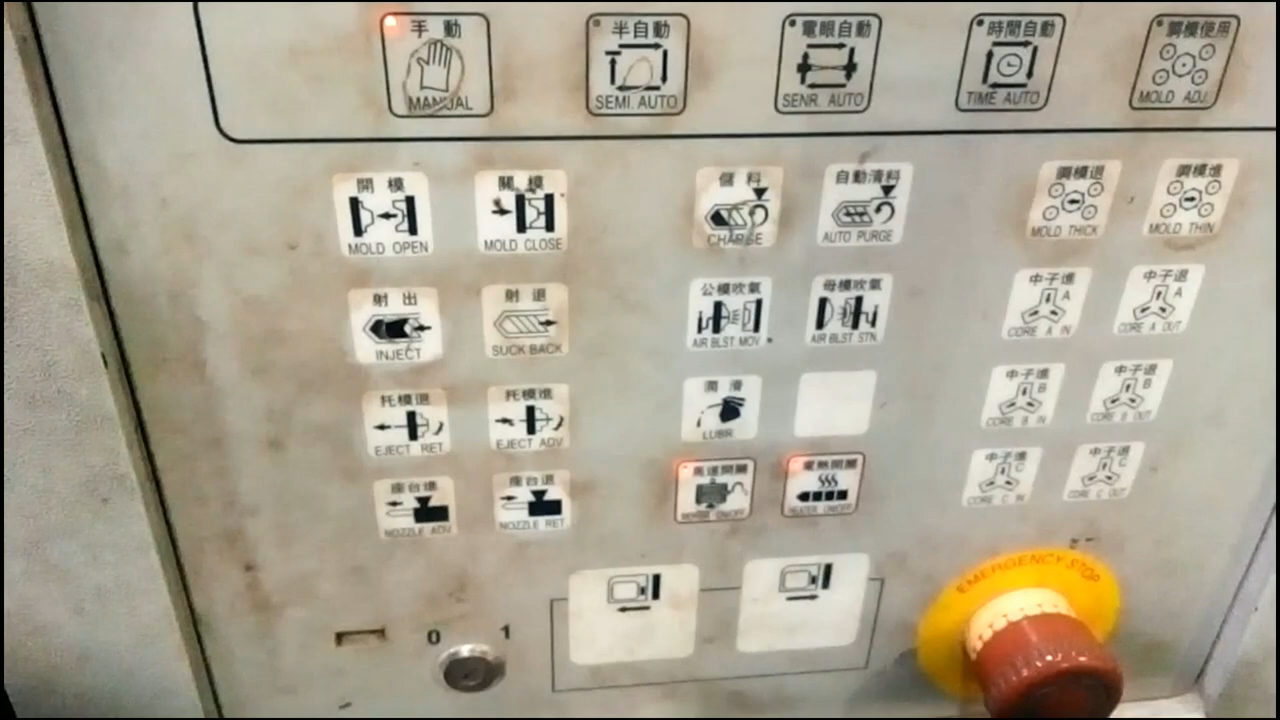 手動
MANUAL
半自動
SEMI. AUTO
電眼自動
SENR. AUTO
時間自動
TIME AUTO
調模使用
MOLD ADJ.
開模
MOLD OPEN
關模
MOLD CLOSE
儲料
CHARGE
自動清料
AUTO PURGE
調模退
MOLD THICK
調模進
MOLD THIN
射出
INJECT
射退
SUCK BACK
公模吹氣
AIR BLST MOV.
母模吹氣
AIR BLST STN.
中子進
A
CORE A IN
中子退
A
CORE A OUT
托模退
EJECT RET
托模進
EJECT ADV
潤滑
LUBR
中子進
B
CORE B IN
中子退
B
CORE B OUT
座台進
NOZZLE ADV
座台退
NOZZLE RET
馬達開關
電熱開關
HEATER ON/OFF
中子進
C
CORE C IN
中子退
C
CORE C OUT
0 1
EMERGENCY STOP